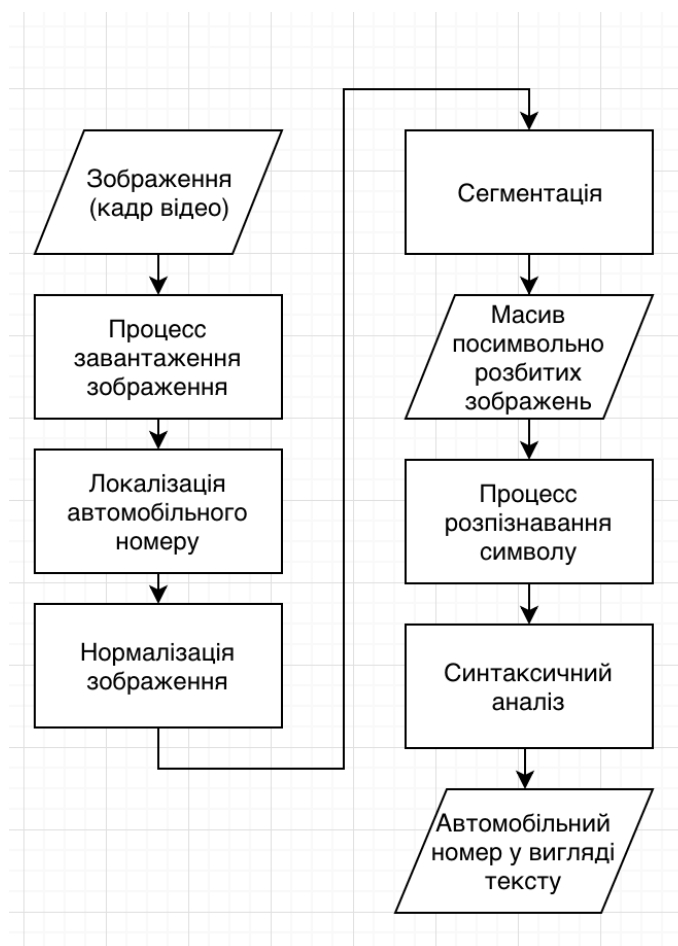 Зображення
(кадр відео)
Процесс
завантаження
зображення
Локалізація
автомобільного
номеру
Нормалізація
зображення
Сегментація
Масив
посимвольно
розбитих
зображень
Процесс
розпізнавання
символу
Синтаксичний
аналіз
Автомобільний
номер у вигляді
тексту